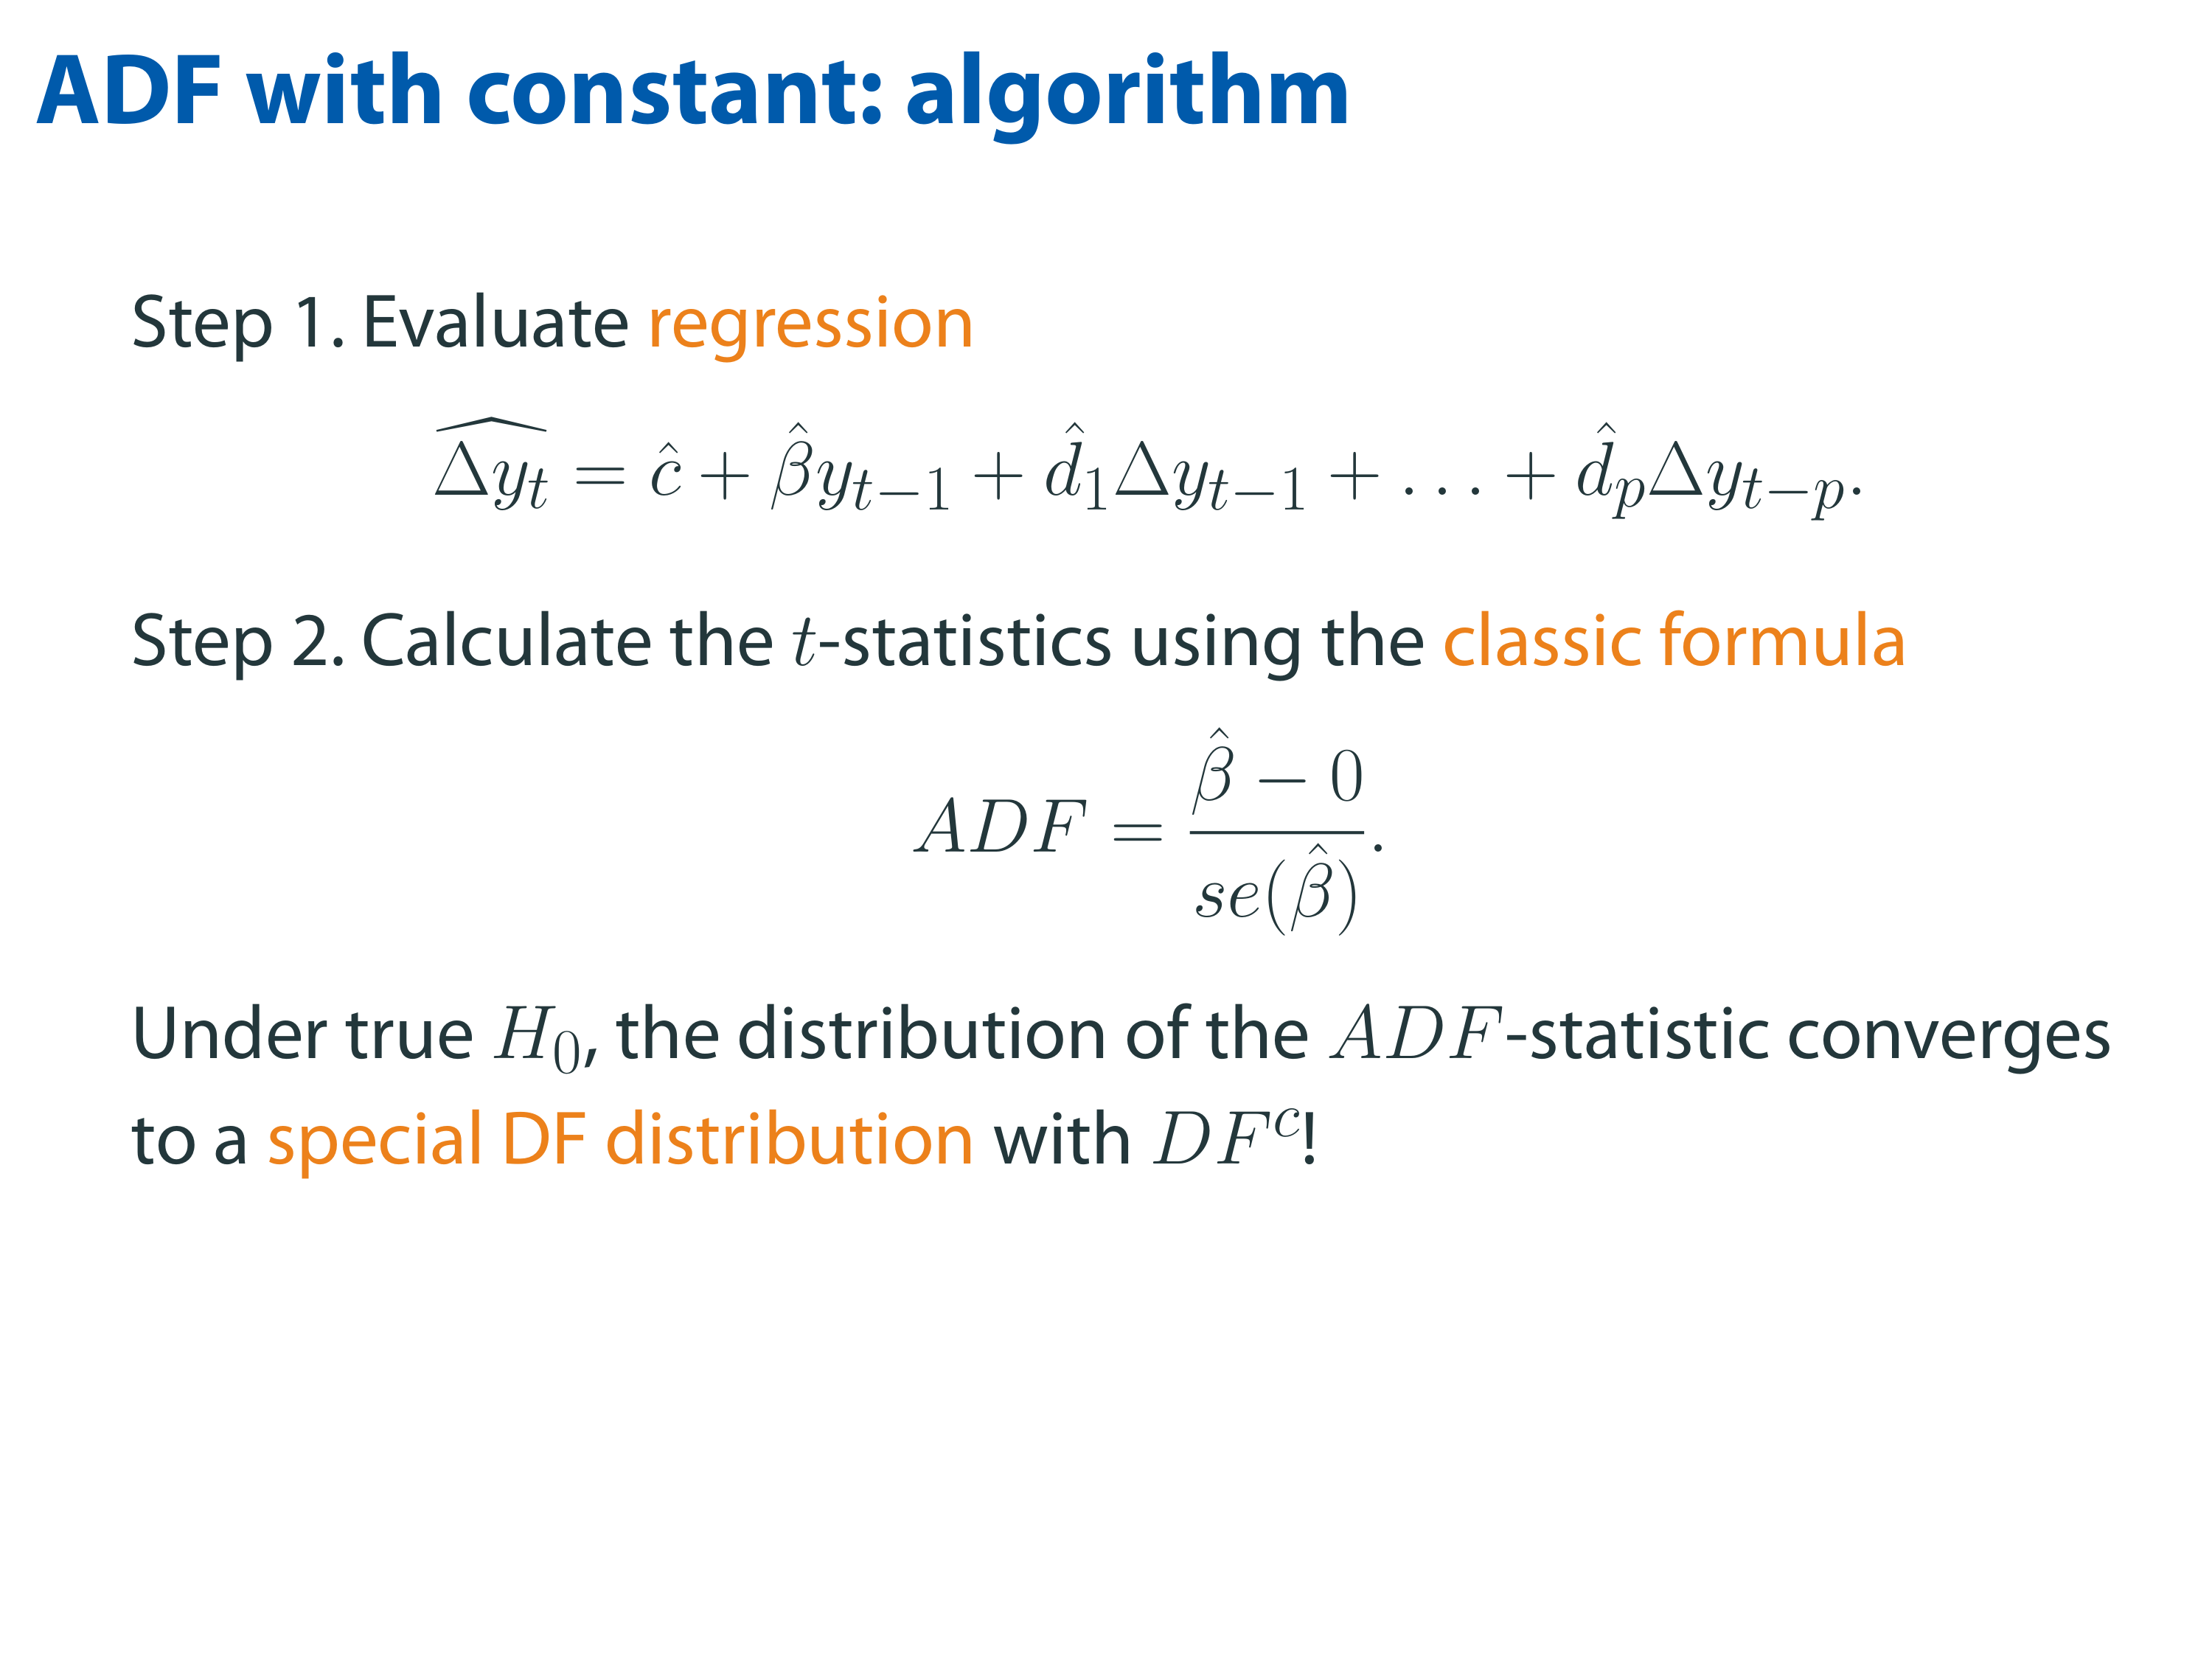 ADF with constant: algorithm
Step 1. Evaluate regression
$\widehat{\Delta y_t} = \hat{c} + \hat{\beta} y_{t-1} + \hat{d}_1 \Delta y_{t-1} + \ldots + \hat{d}_p \Delta y_{t-p}.$
Step 2. Calculate the $t$-statistics using the classic formula
$ADF = \frac{\hat{\beta} - 0}{se(\hat{\beta})}.$
Under true $H_0$, the distribution of the $ADF$-statistic converges
to a special DF distribution with $DF^c$!